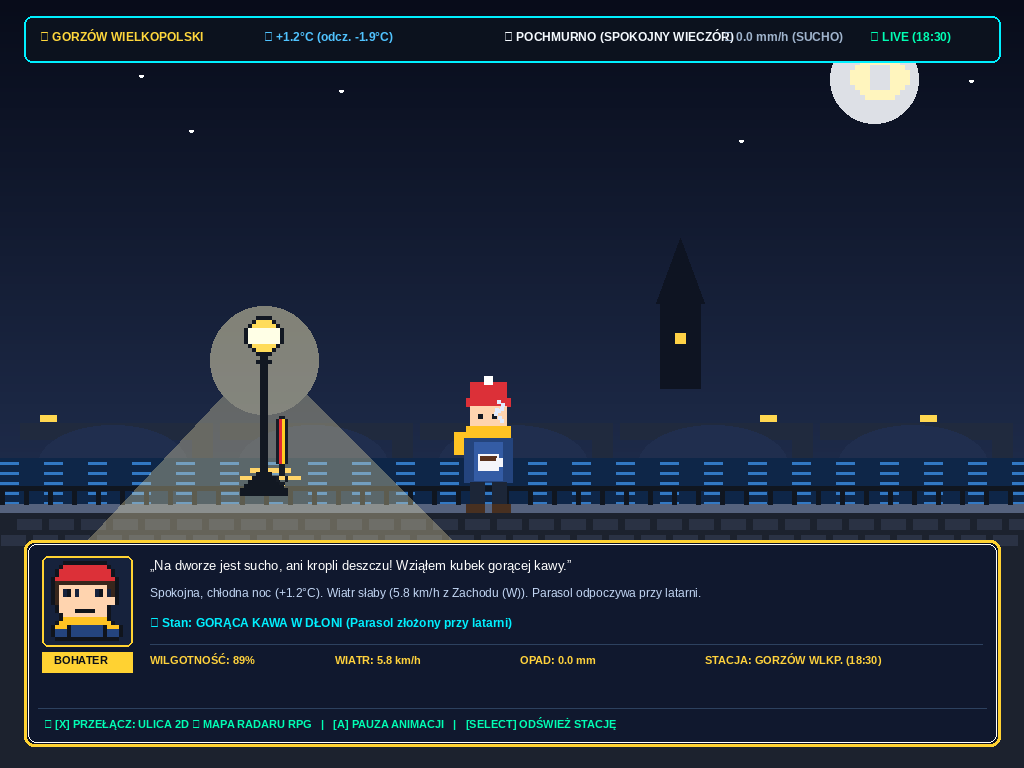 GORZÓW WIELKOPOLSKI +1.2°C (odcz. -1.9°C) POCHMURNO (SPOKOJNY WIECZÓR) 0.0 mm/h (SUCHO) LIVE (18:30)
„Na dworze jest sucho, ani kropli deszczu! Wziąłem kubek gorącej kawy.”
Spokojna, chłodna noc (+1.2°C). Wiatr słaby (5.8 km/h z Zachodu (W)). Parasol odpoczywa przy latarni.
Stan: GORĄCA KAWA W DŁONI (Parasol złożony przy latarni)
BOHATER WILGOTNOŚĆ: 89% WIATR: 5.8 km/h OPAD: 0.0 mm STACJA: GORZÓW WLKP. (18:30)
[X] PRZEŁĄCZ: ULICA 2D MAPA RADARU RPG | [A] PAUZA ANIMACJI | [SELECT] ODŚWIEŻ STACJĘ